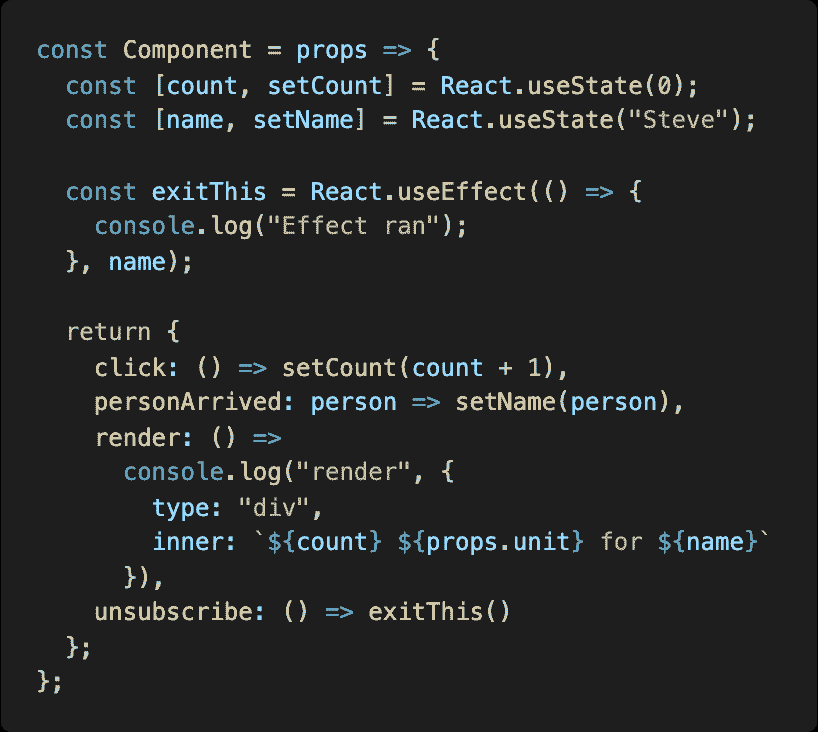 const Component = props => {
  const [count, setCount] = React.useState(0);
  const [name, setName] = React.useState("Steve");

  const exitThis = React.useEffect(() => {
    console.log("Effect ran");
  }, name);

  return {
    click: () => setCount(count + 1),
    personArrived: person => setName(person),
    render: () =>
      console.log("render", {
        type: "div",
        inner: `${count} ${props.unit} for ${name}`
      }),
    unsubscribe: () => exitThis()
  };
};